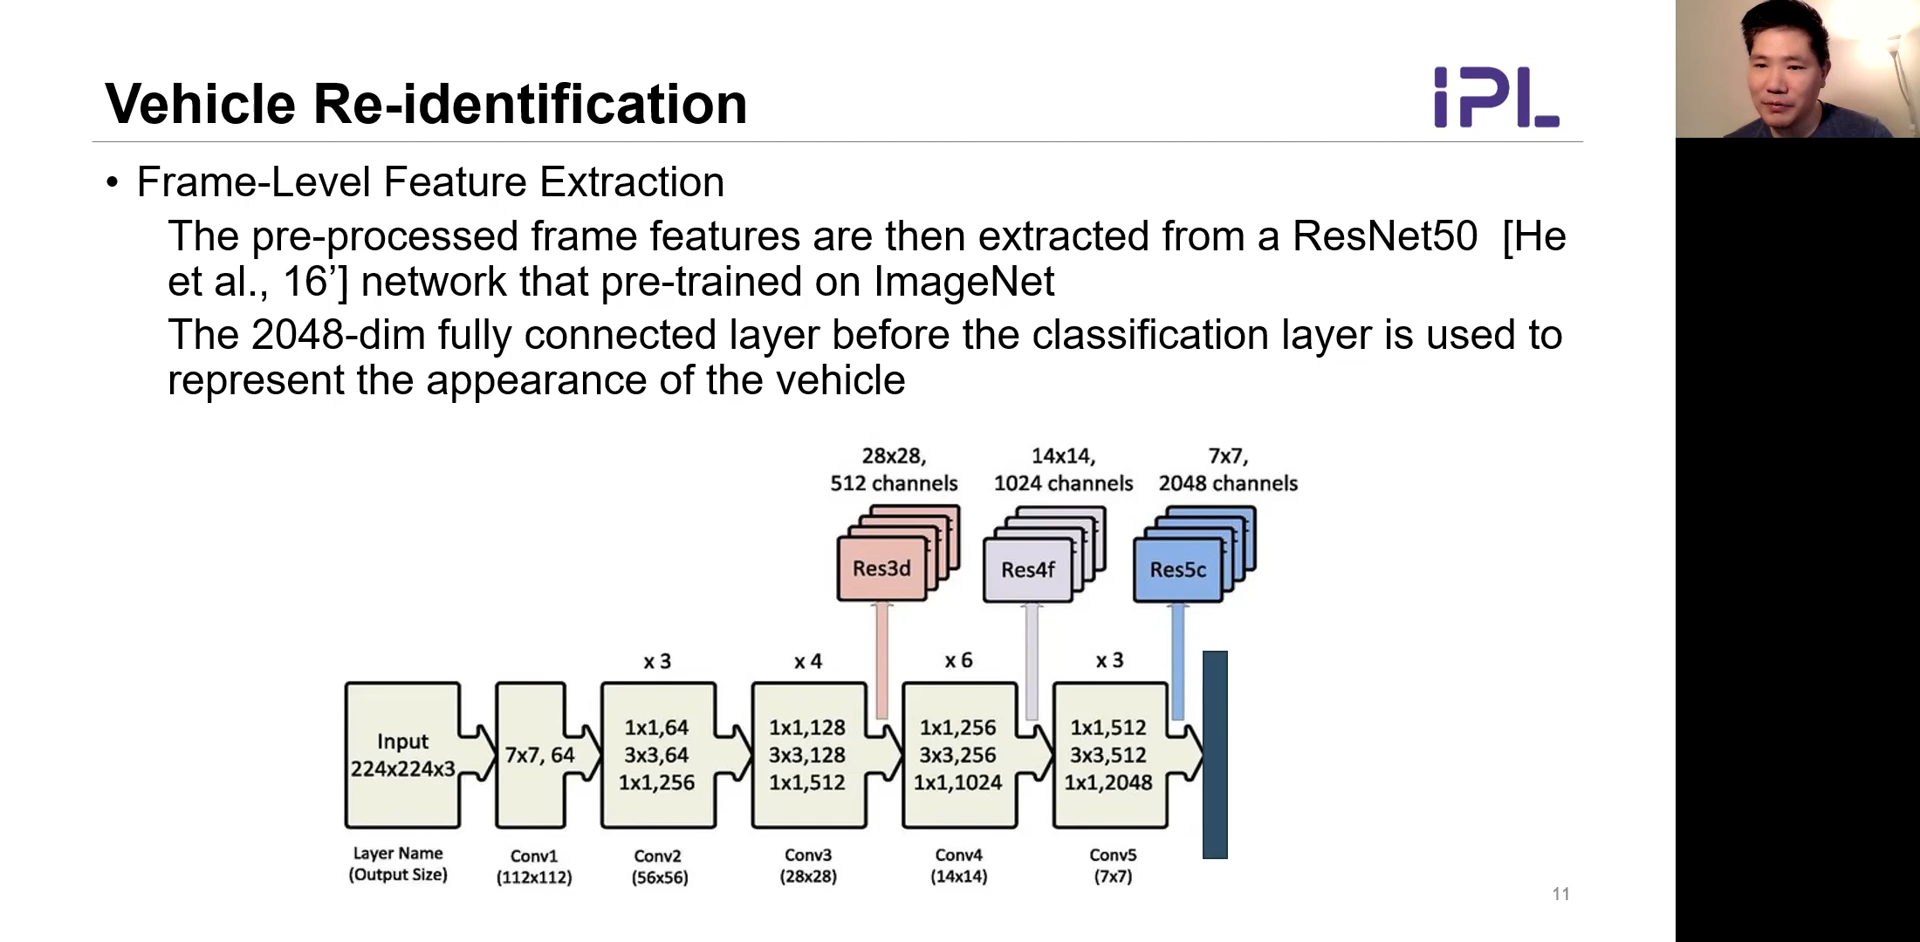 Vehicle Re-identification
iPL
• Frame-Level Feature Extraction
The pre-processed frame features are then extracted from a ResNet50 [He
et al., 16’] network that pre-trained on ImageNet
The 2048-dim fully connected layer before the classification layer is used to
represent the appearance of the vehicle
28x28,
512 channels
14x14,
1024 channels
7x7,
2048 channels
Res3d
Res4f
Res5c
x 3
x 4
x 6
x 3
Input
224x224x3
7x7, 64
1x1,64
3x3,64
1x1,256
1x1,128
3x3,128
1x1,512
1x1,256
3x3,256
1x1,1024
1x1,512
3x3,512
1x1,2048
Layer Name
(Output Size)
Conv1
(112x112)
Conv2
(56x56)
Conv3
(28x28)
Conv4
(14x14)
Conv5
(7x7)
11